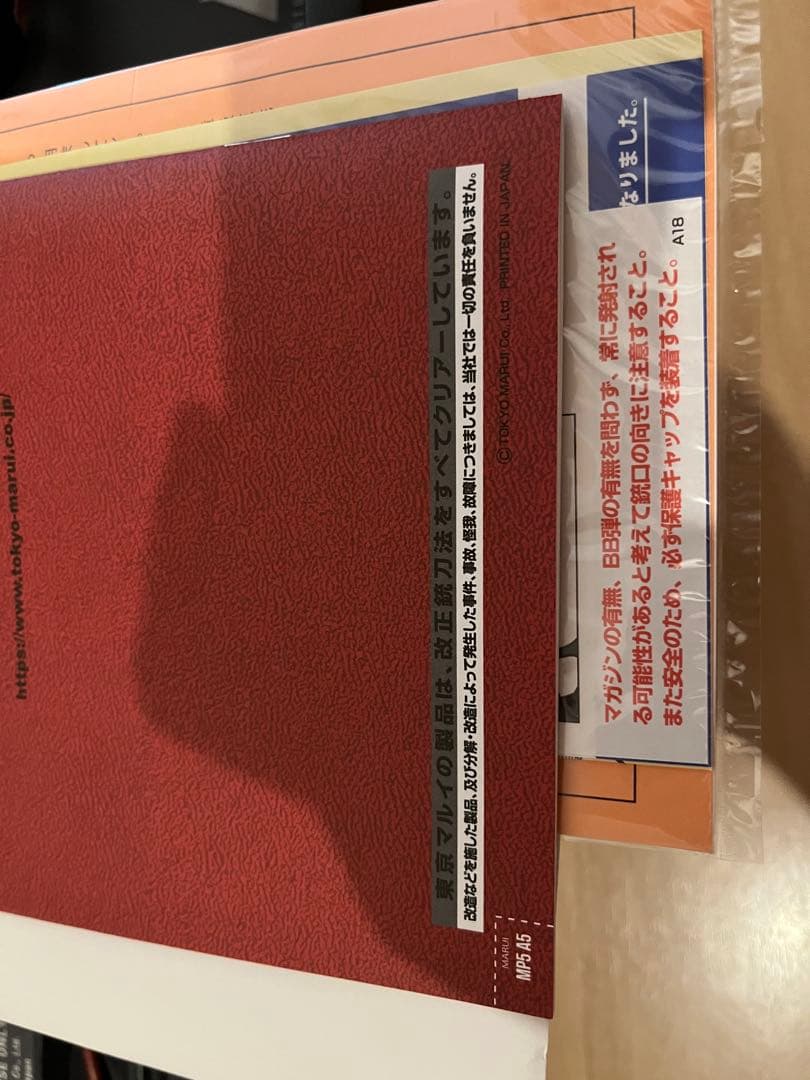 https://www.tokyo-marui.co.jp/
東京マルイの製品は、改正銃刀法をすべてクリアーしています。
改造などを施した製品、及び分解・改造によって発生した事件、事故、怪我、故障につきましては、当社では一切の責任を負いません。
©TOKYO MARUI Co., Ltd. PRINTED IN JAPAN.
MARUI
MP5 A5
なりました。
マガジンの有無、BB弾の有無を問わず、常に発射され
る可能性があると考えて銃口の向きに注意すること。
また安全のため、必ず保護キャップを装着すること。
A18